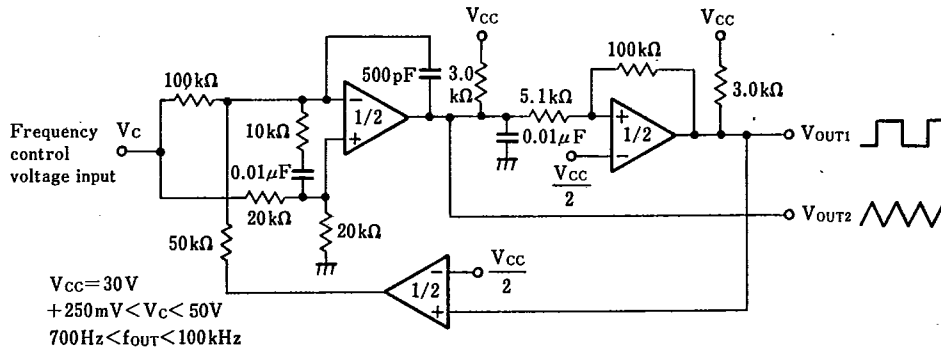 VCC
VCC
100kΩ
500pF
3.0
kΩ
5.1kΩ
100kΩ
3.0kΩ
Frequency
control
voltage input
VC
10kΩ
0.01μF
20kΩ
20kΩ
50kΩ
−
+
1/2
0.01μF
+
−
1/2
VCC
2
VOUT1
VOUT2
−
+
1/2
VCC
2
VCC=30V
+250mV<VC<50V
700Hz<fOUT<100kHz